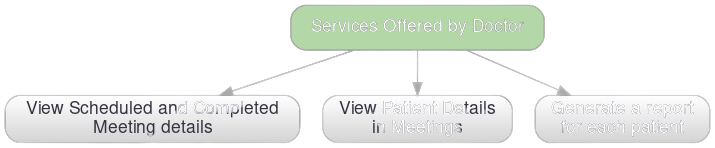 Services Offered by Doctor
View Scheduled and Completed
Meeting details
View Patient Details
in Meetings
Generate a report
for each patient